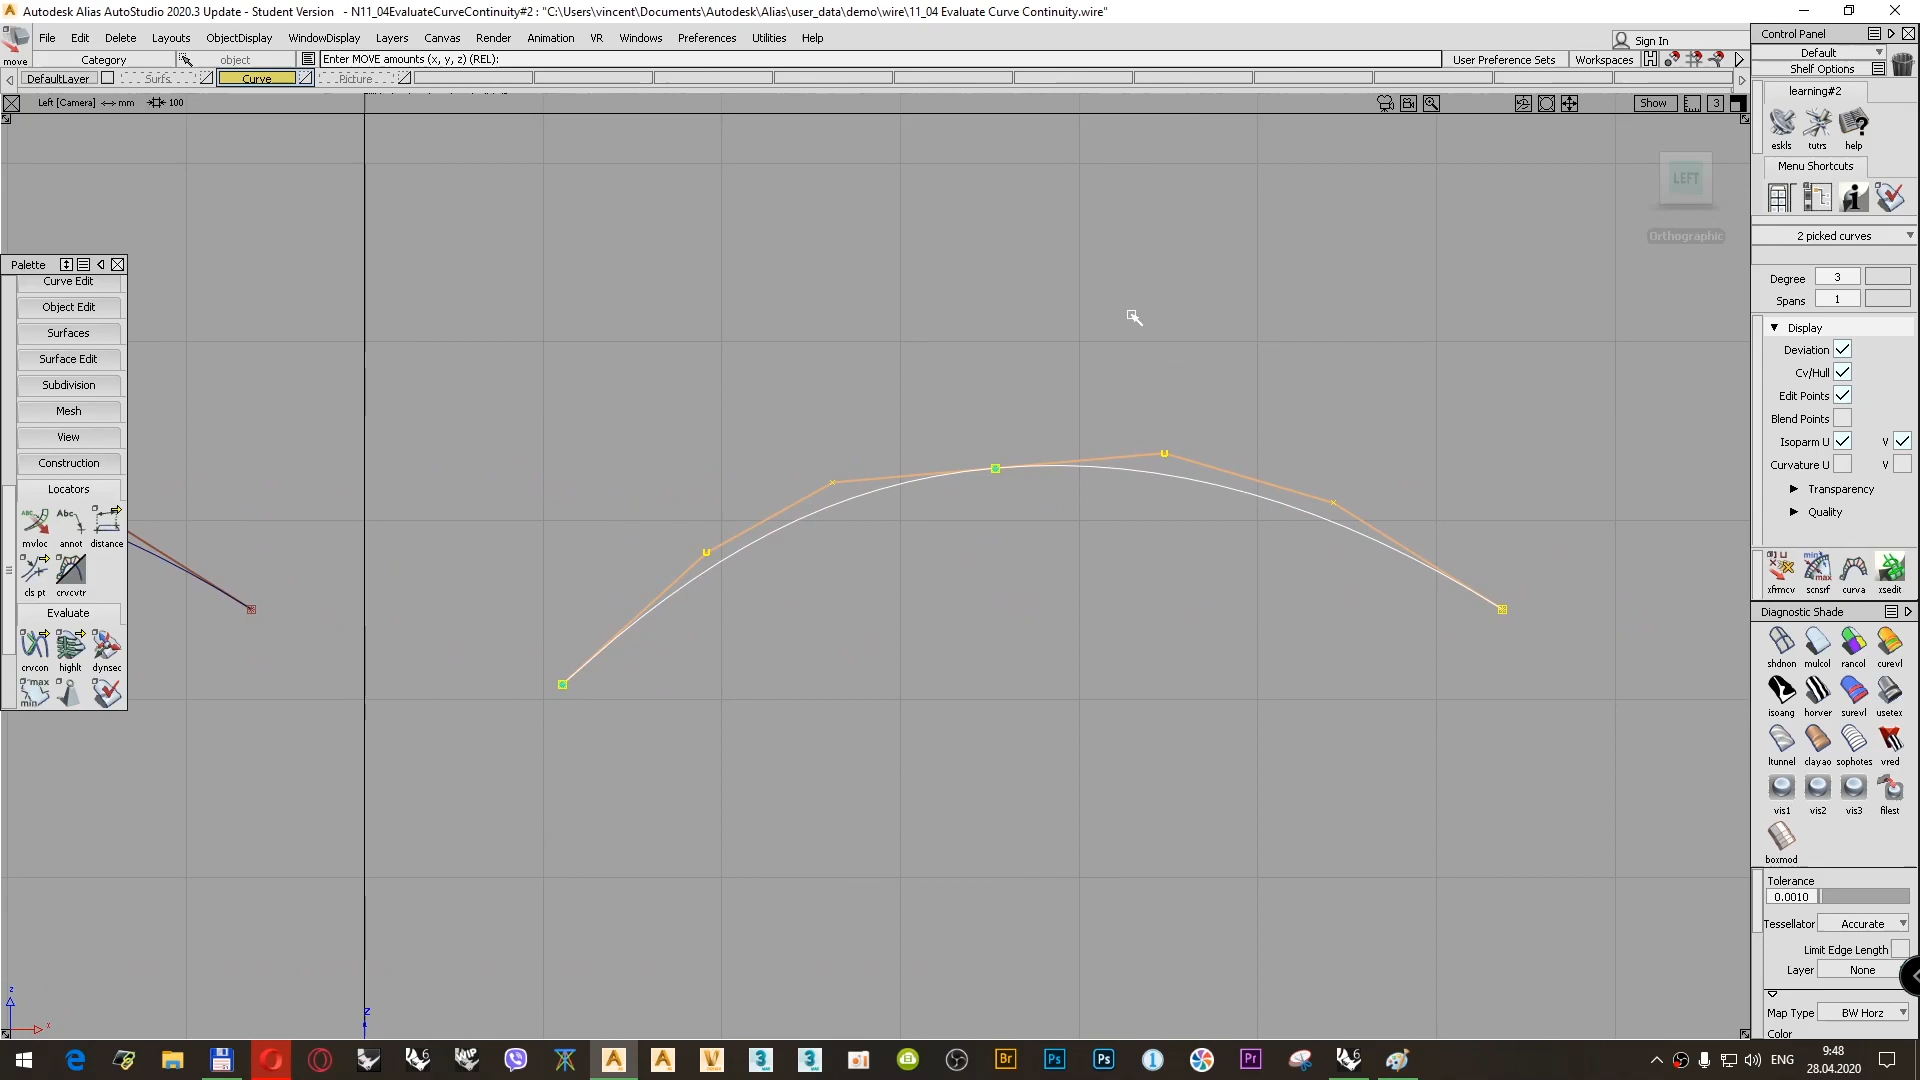 Autodesk Alias AutoStudio 2020.3 Update - Student Version - N11_04EvaluateCurveContinuity#2 : "C:\Users\vincent\Documents\Autodesk\Alias\user_data\demo\wire\11_04 Evaluate Curve Continuity.wire"
File Edit Delete Layouts ObjectDisplay WindowDisplay Layers Canvas Render Animation VR Windows Preferences Utilities Help
Sign In
move Category object Enter MOVE amounts (x, y, z) (REL): User Preference Sets Workspaces
DefaultLayer Surfs Curve Picture
Left [Camera] mm 100 Show 3
LEFT
Orthographic
Palette
Curve Edit
Object Edit
Surfaces
Surface Edit
Subdivision
Mesh
View
Construction
Locators
mvloc annot distance
cls pt crvcvtr
Evaluate
crvcon highlt dynsec
max
min
Control Panel
Default
Shelf Options
learning#2
eskls tutrs help
Menu Shortcuts
2 picked curves
Degree 3
Spans 1
Display
Deviation
Cv/Hull
Edit Points
Blend Points
Isoparm U V
Curvature U V
Transparency
Quality
xfrmcv scnsrf curva xsedit
Diagnostic Shade
shdnon mulcol rancol curevl
isoang horver surevl usetex
ltunnel clayao sophotes vred
vis1 vis2 vis3 filest
boxmod
Tolerance
0.0010
Tessellator Accurate
Limit Edge Length
Layer None
Map Type BW Horz
Color
z
x
z
ENG
9:48
28.04.2020